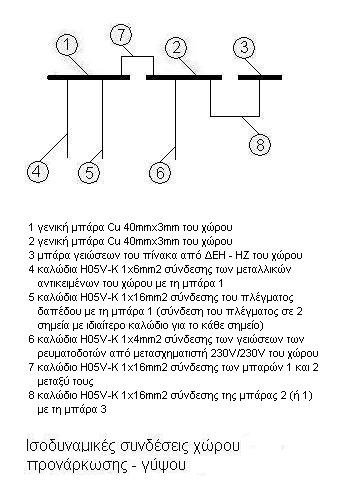 1
7
2
3
4
5
6
8
1 γενική μπάρα Cu 40mmx3mm του χώρου
2 γενική μπάρα Cu 40mmx3mm του χώρου
3 μπάρα γειώσεων του πίνακα από ΔΕΗ - ΗΖ του χώρου
4 καλώδια H05V-K 1x6mm2 σύνδεσης των μεταλλικών
αντικειμένων του χώρου με τη μπάρα 1
5 καλώδια H05V-K 1x16mm2 σύνδεσης του πλέγματος
δαπέδου με τη μπάρα 1 (σύνδεση του πλέγματος σε 2
σημεία με ιδιαίτερο καλώδιο για το κάθε σημείο)
6 καλώδια H05V-K 1x4mm2 σύνδεσης των γειώσεων των
ρευματοδοτών από μετασχηματιστή 230V/230V του χώρου
7 καλώδια H05V-K 1x16mm2 σύνδεσης των μπαρών 1 και 2
μεταξύ τους
8 καλώδια H05V-K 1x16mm2 σύνδεσης της μπάρας 2 (ή 1)
με τη μπάρα 3
Ισοδυναμικές συνδέσεις χώρου
προνάρκωσης - γύψου